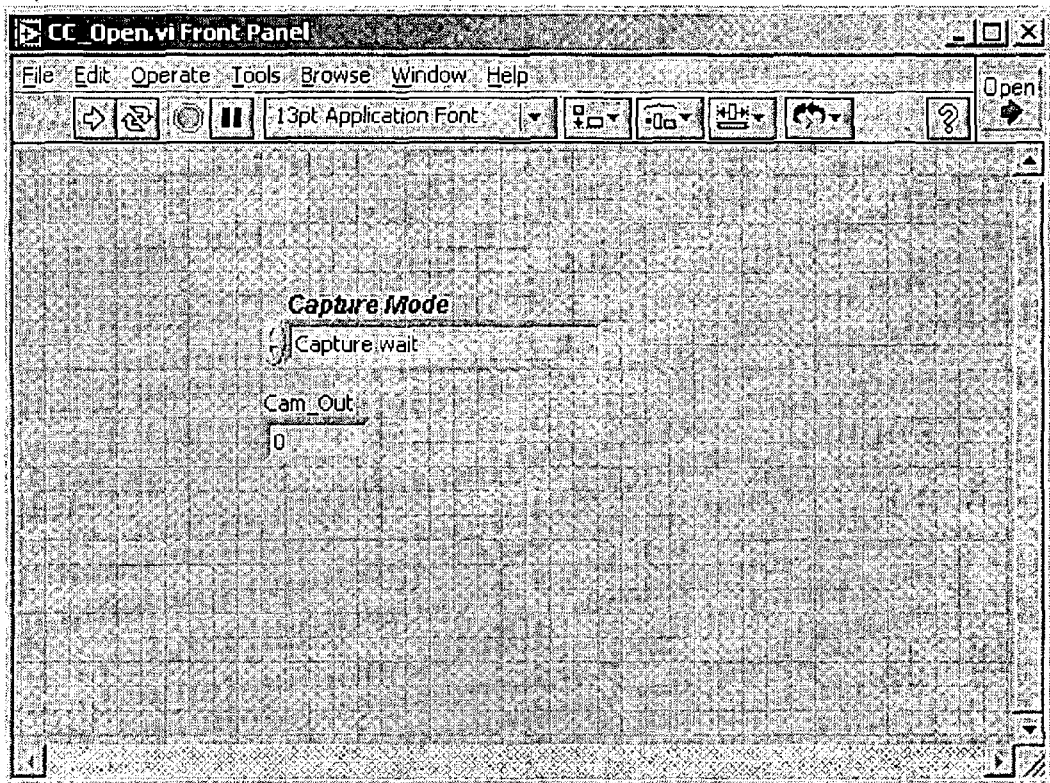 CC_Open.vi Front Panel
File Edit Operate Tools Browse Window Help
Open
13pt Application Font
?
Capture Mode
Capture wait
Cam_Out
0